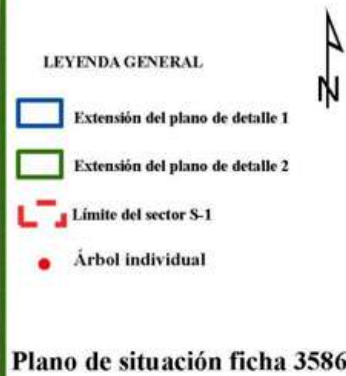 LEYENDA GENERAL
N
Extensión del plano de detalle 1
Extensión del plano de detalle 2
Límite del sector S-1
Árbol individual
Plano de situación ficha 3586